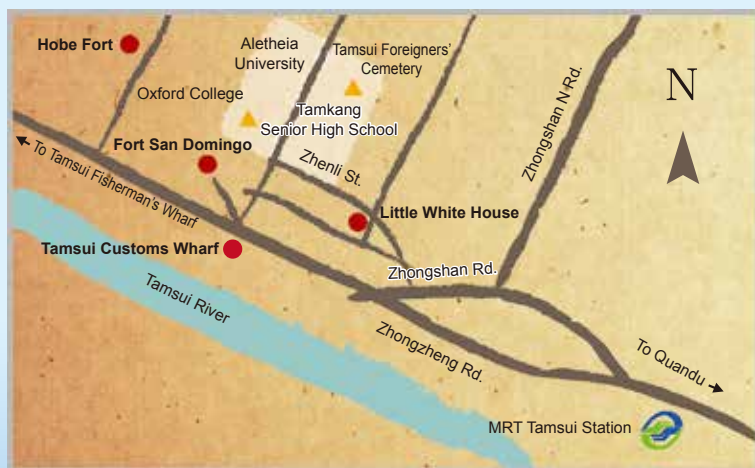 Hobe Fort
Aletheia
University
Tamsui Foreigners'
Cemetery
Oxford College
Tamkang
Senior High School
Fort San Domingo
Zhenli St.
Zhongshan N Rd.
N
To Tamsui Fisherman's Wharf
Little White House
Tamsui Customs Wharf
Zhongshan Rd.
Tamsui River
Zhongzheng Rd.
To Quandu
MRT Tamsui Station